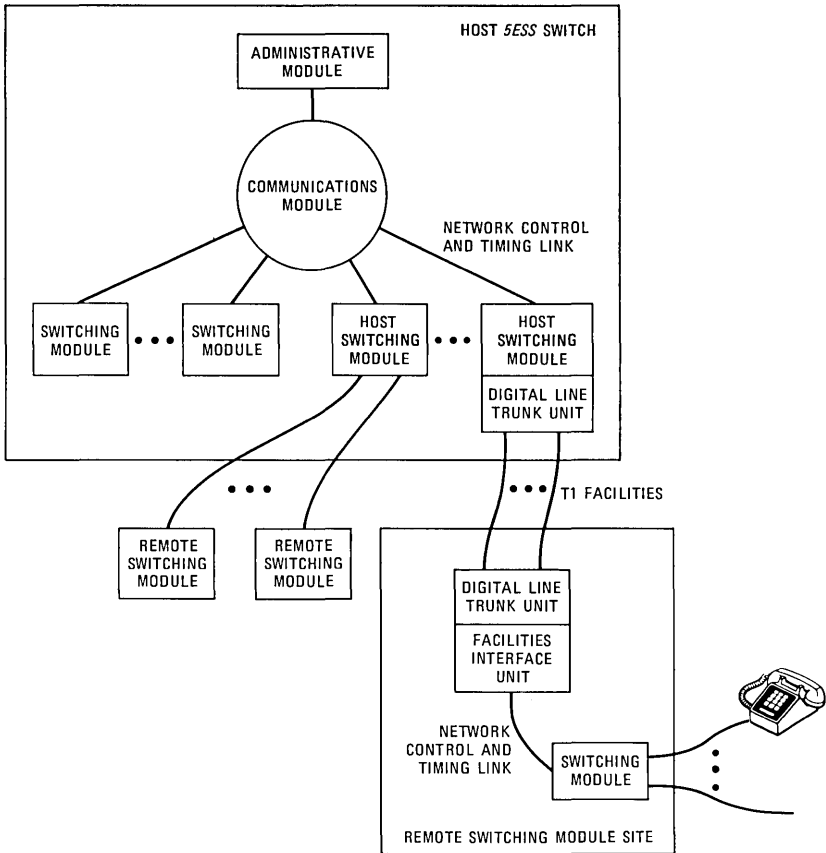 HOST 5ESS SWITCH
ADMINISTRATIVE
MODULE
COMMUNICATIONS
MODULE
NETWORK CONTROL
AND TIMING LINK
SWITCHING
MODULE
SWITCHING
MODULE
HOST
SWITCHING
MODULE
HOST
SWITCHING
MODULE
DIGITAL LINE
TRUNK UNIT
T1 FACILITIES
REMOTE
SWITCHING
MODULE
REMOTE
SWITCHING
MODULE
DIGITAL LINE
TRUNK UNIT
FACILITIES
INTERFACE
UNIT
NETWORK
CONTROL AND
TIMING LINK
SWITCHING
MODULE
REMOTE SWITCHING MODULE SITE